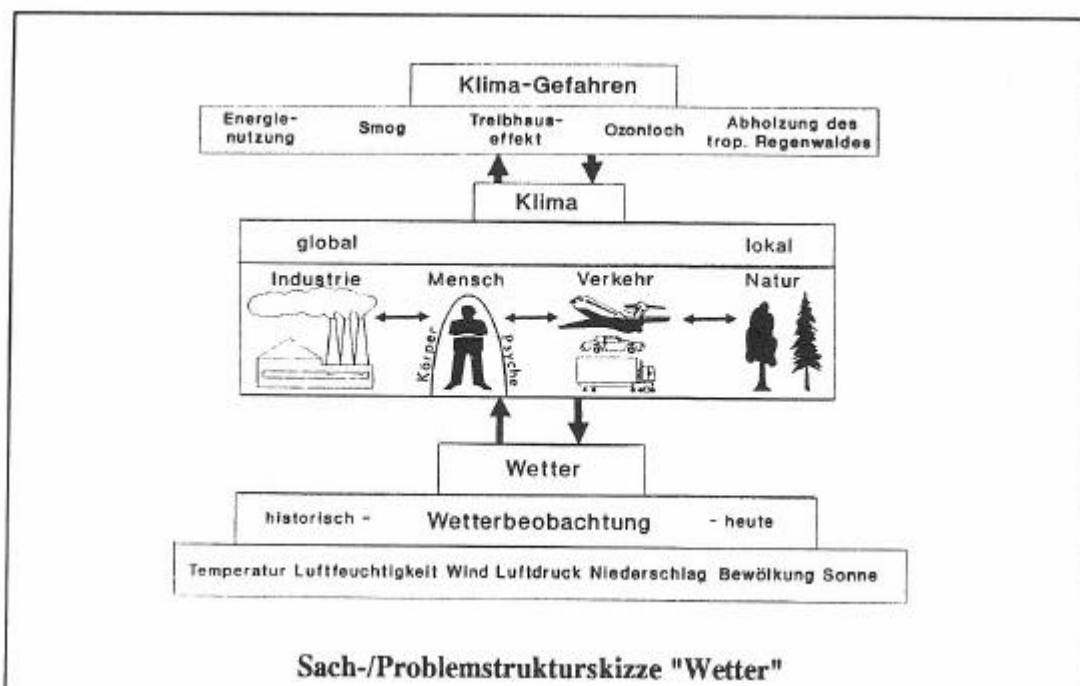 Klima-Gefahren
Energie-
nutzung
Smog
Treibhaus-
effekt
Ozonloch
Abholzung des
trop. Regenwaldes
Klima
global
lokal
Industrie
Mensch
Verkehr
Natur
Körper
Psyche
Wetter
historisch -
Wetterbeobachtung
- heute
Temperatur Luftfeuchtigkeit Wind Luftdruck Niederschlag Bewölkung Sonne
Sach-/Problemstrukturskizze "Wetter"